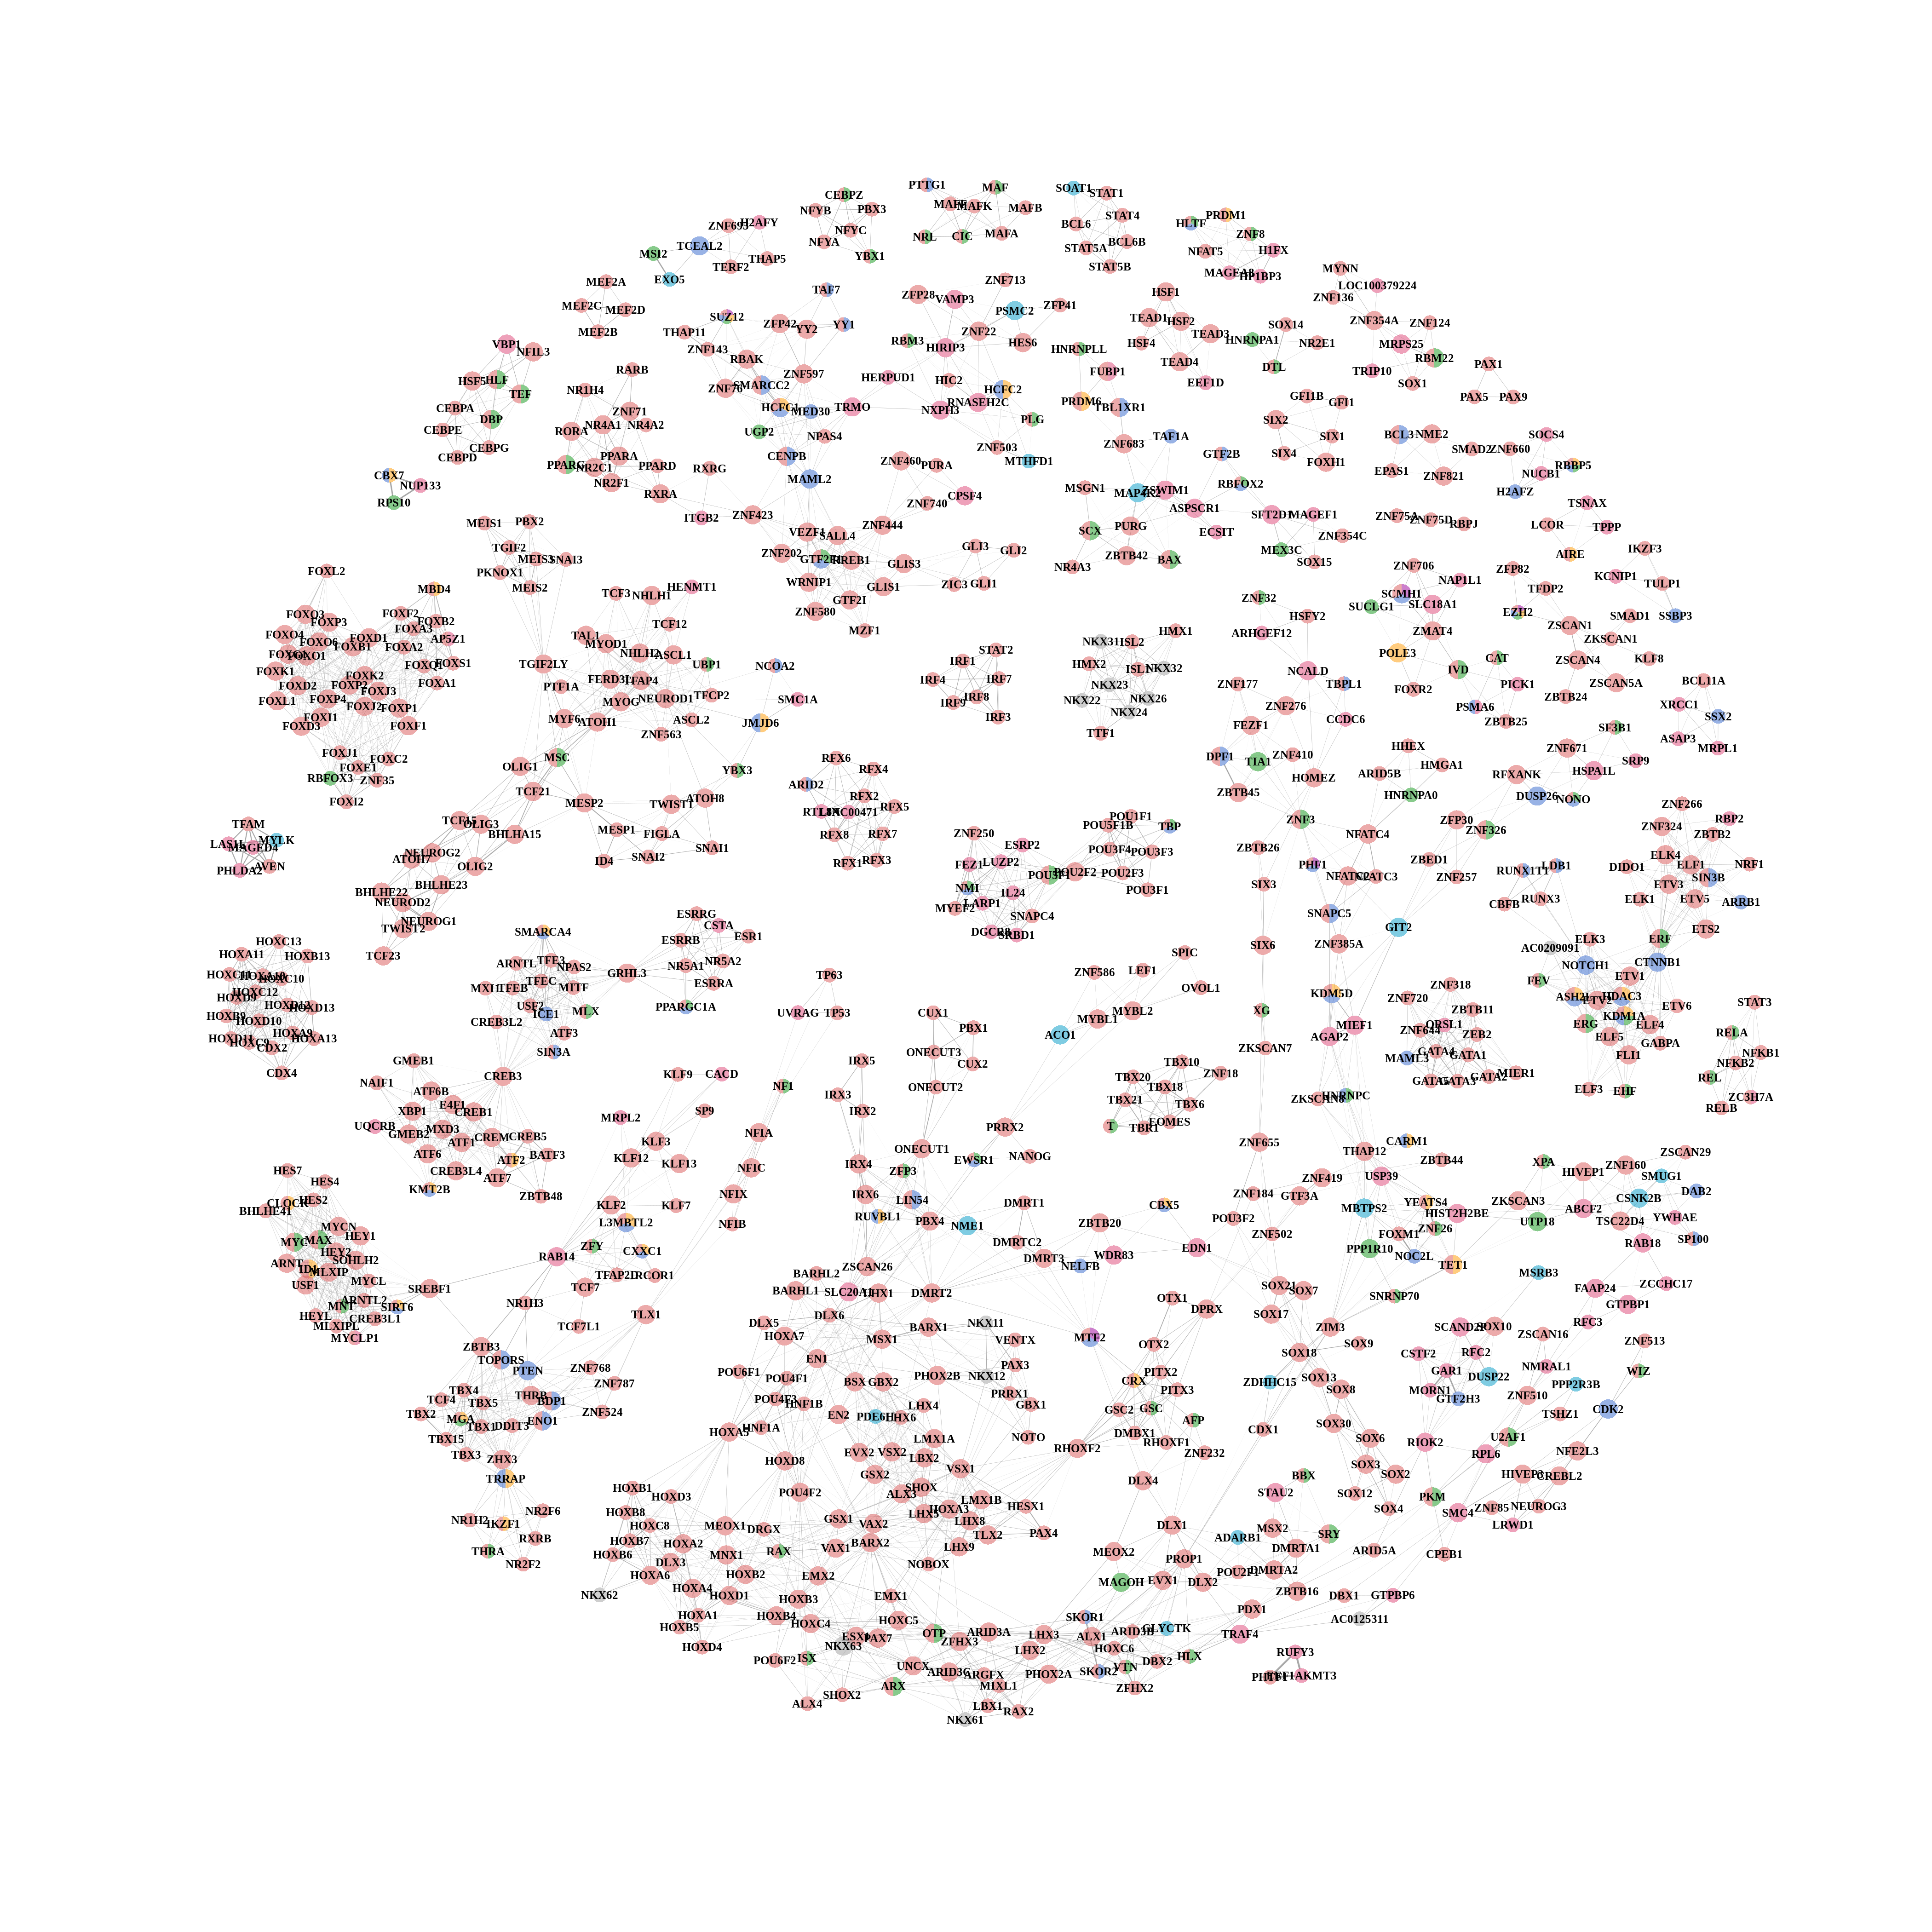 PTTG1
MAF
SOAT1
STAT1
CEBPZ
NFYB
PBX3
MAFK
MAFB
STAT4
BCL6
HLTF
PRDM1
ZNF8
ZNF695
H2AFY
NFYC
NFYA
YBX1
NRL
CIC
MAFA
STAT5A
BCL6B
STAT5B
NFAT5
H1FX
MAGEA8
HP1BP3
MSI2
TCEAL2
EXO5
TERF2
THAP5
MYNN
LOC100379224
ZNF136
ZNF354A
ZNF124
MEF2A
MEF2C
MEF2D
MEF2B
TAF7
ZFP28
VAMP3
ZNF713
PSMC2
ZFP41
HSF1
SUZ12
ZFP42
YY2
YY1
ZNF22
HES6
TEAD1
HSF2
TEAD3
HSF4
TEAD4
EEF1D
THAP11
ZNF143
RBM3
HIRIP3
HNRNPLL
HNRNPA1
SOX14
NR2E1
DTL
MRPS25
RBM22
TRIP10
SOX1
PAX1
PAX5
PAX9
VBP1
NFIL3
HSF5
HLF
TEF
CEBPA
DBP
CEBPE
CEBPG
CEBPD
RARB
NR1H4
ZNF71
RBAK
ZNF76
SMARCC2
ZNF597
HERPUD1
HIC2
HCFC2
FUBP1
PRDM6
TBL1XR1
RNASEH2C
NXPH3
TRMO
HCFC1
MED30
UGP2
NPAS4
CENPB
MAML2
PLG
ZNF503
MTHFD1
ZNF683
TAF1A
GTF2B
GFI1B
GFI1
SIX2
SIX1
SIX4
FOXH1
BCL3
NME2
EPAS1
ZNF821
SMAD2
ZNF660
SOCS4
NUCB1
RBBP5
H2AFZ
RORA
NR4A1
NR4A2
PPARA
PPARG
NR2C1
PPARD
NR2F1
RXRA
RXRG
ITGB2
ZNF423
CBX7
NUP133
RPS10
ZNF460
PURA
ZNF740
CPSF4
ZNF444
MSGN1
MAP4K2
ZSWIM1
RBFOX2
ASPSCR1
SCX
PURG
ECSIT
ZBTB42
NR4A3
BAX
SFT2D1
MAGEF1
ZNF354C
MEX3C
SOX15
ZNF75A
ZNF75D
RBPJ
TSNAX
LCOR
TPPP
AIRE
IKZF3
KCNIP1
TULP1
SMAD1
SSBP3
MEIS1
PBX2
TGIF2
MEIS3
SNAI3
PKNOX1
MEIS2
VEZF1
SALL4
ZNF202
RREB1
GLIS3
WRNIP1
GLIS1
GTF2I
ZNF580
MZF1
GLI3
GLI2
ZIC3
GLI1
ZNF706
SCMH1
NAP1L1
SUCLG1
SLC18A1
ZMAT4
POLE3
CAT
IVD
PICK1
FOXR2
PSMA6
ZBTB25
ZFP82
TFDP2
EZH2
ZSCAN1
ZKSCAN1
ZSCAN4
KLF8
ZSCAN5A
ZBTB24
BCL11A
XRCC1
SSX2
ASAP3
MRPL1
FOXL2
FOXO3
FOXP3
FOXO4
FOXO6
FOXD1
FOXB1
FOXF2
FOXA3
FOXB2
MBD4
AP5Z1
FOXA2
FOXO1
FOXQ1
FOXS1
FOXK1
FOXK2
FOXA1
FOXD2
FOXP2
FOXJ3
FOXL1
FOXP4
FOXJ2
FOXP1
FOXI1
FOXD3
FOXF1
FOXJ1
FOXC2
FOXE1
RBFOX3
ZNF35
FOXI2
TCF3
NHLH1
HENMT1
TAL1
TCF12
MYOD1
NHLH2
ASCL1
UBP1
NCOA2
TGIF2LY
TFAP4
PTF1A
NEUROD1
TFCP2
SMC1A
MYOG
MYF6
ATOH1
ASCL2
JMJD6
ZNF563
MSC
YBX3
OLIG1
TCF21
MESP2
TWIST1
ATOH8
MESP1
FIGLA
SNAI1
ID4
SNAI2
TCF15
OLIG3
BHLHA15
NEUROG2
ATOH7
OLIG2
BHLHE22
BHLHE23
NEUROD2
NEUROG1
TWIST2
TCF23
STAT2
IRF1
IRF4
IRF7
IRF8
IRF9
IRF3
ISL2
HMX1
HMX2
ISL1
NKX32
NKX23
NKX22
NKX26
NKX24
TTF1
ZNF32
HSFY2
ARHGEF12
NCALD
ZNF177
TBPL1
ZNF276
FEZF1
CCDC6
DPF1
TIA1
ZNF410
HOMEZ
ZBTB45
HHEX
HMGA1
ARID5B
HNRNPA0
SF3B1
ZNF671
HSPA1L
SRP9
RFXANK
DUSP26
NONO
RFX6
RFX4
ARID2
RFX2
RFX5
RFX8
RFX7
RFX1
RFX3
TFAM
LAS1L
MYLK
MAGED4
AVEN
PHLDA2
ZNF250
ESRP2
FEZ1
LUZP2
NMI
IL24
LARP1
MYEF2
SNAPC4
DGCR8
SRBD1
POU2F2
POU1F1
POU5F1B
TBP
POU3F4
POU3F3
POU2F3
POU3F1
ZNF3
ZBTB26
NFATC4
PHF1
NFATC3
SNAPC5
GIT2
SIX3
SIX6
ZNF385A
ZFP30
ZNF326
ZBED1
ZNF257
RUNX1T1
LDB1
CBFB
RUNX3
ZNF266
ZNF324
ZBTB2
RBP2
ELK4
ELF1
NRF1
DIDO1
SIN3B
ETV3
ELK1
ETV5
ARRB1
ERF
ETS2
AC0209091
ELK3
NOTCH1
CTNNB1
FEV
ETV1
ASH2L
HDAC3
ETV2
ETV6
KDM1A
ERG
ELF4
ELF5
GABPA
FLI1
ELF3
EHF
STAT3
RELA
NFKB1
NFKB2
REL
ZC3H7A
RELB
HOXC13
HOXA11
HOXB13
HOXC10
HOXC12
HOXD9
HOXD13
HOXB9
HOXD10
HOXA9
HOXD11
HOXC9
HOXA13
CDX2
CDX4
SMARCA4
ARNTL
TFE3
NPAS2
TFEC
MXI1
TFEB
MITF
USF2
ICE1
MLX
CREB3L2
ATF3
SIN3A
GRHL3
ESRRG
CSTA
ESRRB
ESR1
NR5A1
NR5A2
ESRRA
PPARGC1A
TP63
UVRAG
TP53
NF1
CUX1
PBX1
ONECUT3
CUX2
ONECUT2
SPIC
ZNF586
LEF1
OVOL1
MYBL2
MYBL1
ACO1
XG
ZKSCAN7
KDM5D
MIEF1
AGAP2
ZNF318
ZNF720
ZBTB11
ZNF644
ZEB2
GATA4
GATA1
MAML3
GATA5
GATA3
GATA2
MIER1
GMEB1
NAIF1
CREB3
ATF6B
XBP1
E4F1
CREB1
UQCRB
GMEB2
MXD3
ATF1
CREM
CREB5
ATF6
ATF2
BATF3
CREB3L4
ATF7
KMT2B
ZBTB48
KLF9
CACD
MRPL2
SP9
KLF3
KLF12
KLF13
KLF2
KLF7
NFIA
NFIC
NFIX
NFIB
IRX5
IRX3
IRX2
IRX4
IRX6
ONECUT1
ZFP3
LIN54
RUVBL1
PBX4
NME1
PRRX2
EWSR1
NANOG
TBX10
TBX20
TBX18
ZNF18
TBX21
TBX6
EOMES
T
TBR1
HNRNPC
ZNF655
THAP12
CARM1
ZBTB44
ZNF419
USP39
ZNF184
GTF3A
POU3F2
ZNF502
MBTPS2
YEATS4
HIST2H2BE
ZNF26
FOXM1
PPP1R10
NOC2L
TET1
SNRNP70
XPA
HIVEP1
ZNF160
ZSCAN29
ZKSCAN3
SMUG1
CSNK2B
DAB2
ABCF2
UTP18
TSC22D4
YWHAE
RAB18
SP100
MSRB3
FAAP24
ZCCHC17
GTPBP1
RFC3
HES7
HES4
CLOCK
HES2
BHLHE41
MYCN
MYC
MAX
HEY1
HEY2
ARNT
SOHLH2
MLXIP
USF1
MYCL
ARNTL2
MNT
SIRT6
HEYL
CREB3L1
MLXIPL
MYCLP1
SREBF1
L3MBTL2
ZFY
CXXC1
RAB14
TFAP2D
RCOR1
TCF7
NR1H3
TCF7L1
TLX1
DMRT1
DMRTC2
DMRT3
ZBTB20
CBX5
WDR83
EDN1
NELFB
ZSCAN26
DMRT2
BARHL2
BARHL1
SLC20A1
LHX1
DLX6
DLX5
HOXA7
MSX1
BARX1
NKX11
VENTX
EN1
PAX3
NKX12
BSX
GBX2
PHOX2B
PRRX1
GBX1
POU6F1
POU4F1
POU4F3
HNF1B
HNF1A
EN2
LHX4
LHX6
LMX1A
NOTO
OTX1
DPRX
MTF2
OTX2
SOX21
SOX7
SOX17
ZIM3
SOX9
SOX18
SOX13
ZDHHC15
SOX8
SOX30
SOX6
SOX3
SOX2
SOX12
SOX4
PITX2
CRX
PITX3
GSC2
GSC
AFP
DMBX1
RHOXF1
ZNF232
RHOXF2
DLX4
CDX1
SOX10
ZSCAN16
ZNF513
CSTF2
RFC2
GAR1
NMRAL1
WIZ
DUSP22
PPP2R3B
MORN1
GTF2H3
ZNF510
CDK2
TSHZ1
U2AF1
RIOK2
RPL6
NFE2L3
HIVEP3
CREBL2
PKM
ZNF85
NEUROG3
SMC4
LRWD1
CPEB1
ZBTB3
TOPORS
PTEN
ZNF768
ZNF787
TBX4
THRB
BDP1
TCF4
TBX5
ZNF524
TBX2
MGA
TBX1
DDIT3
ENO1
TBX15
TBX3
ZHX3
TRRAP
NR1H2
IKZF1
NR2F6
RXRB
THRA
NR2F2
HOXA5
HOXD8
EVX2
VSX2
LBX2
VSX1
GSX2
POU4F2
SHOX
ALX3
LHX5
HOXA3
LMX1B
HESX1
LHX8
TLX2
PAX4
LHX9
GSX1
VAX2
VAX1
BARX2
NOBOX
HOXB1
HOXD3
HOXB8
HOXC8
MEOX1
DRGX
HOXB7
HOXA2
HOXB6
DLX3
MNX1
RAX
HOXA6
HOXB2
EMX2
NKX62
HOXA4
HOXD1
HOXB3
EMX1
HOXA1
HOXB4
HOXC4
HOXC5
HOXB5
HOXD4
NKX63
PAX7
OTP
ZFHX3
ARID3A
POU6F2
ISX
UNCX
ARID3C
ARGFX
LHX2
LHX3
ARX
MIXL1
PHOX2A
SHOX2
ALX4
LBX1
RAX2
NKX61
BBX
STAU2
DLX1
ADARB1
MSX2
SRY
DMRTA1
MEOX2
PROP1
ARID5A
DMRTA2
MAGOH
EVX1
DLX2
ZBTB16
DBX1
GTPBP6
PDX1
AC0125311
SKOR1
ALX1
ARID3B
GLYCTK
TRAF4
HOXC6
SKOR2
VTN
DBX2
HLX
ZFHX2
RUFY3